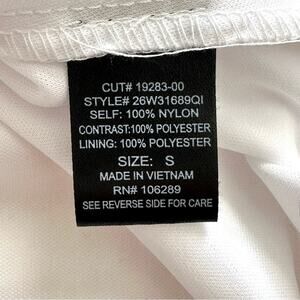 CUT# 19283-00
STYLE# 26W31689QI
SELF: 100% NYLON
CONTRAST:100% POLYESTER
LINING: 100% POLYESTER
SIZE: S
MADE IN VIETNAM
RN# 106289
SEE REVERSE SIDE FOR CARE